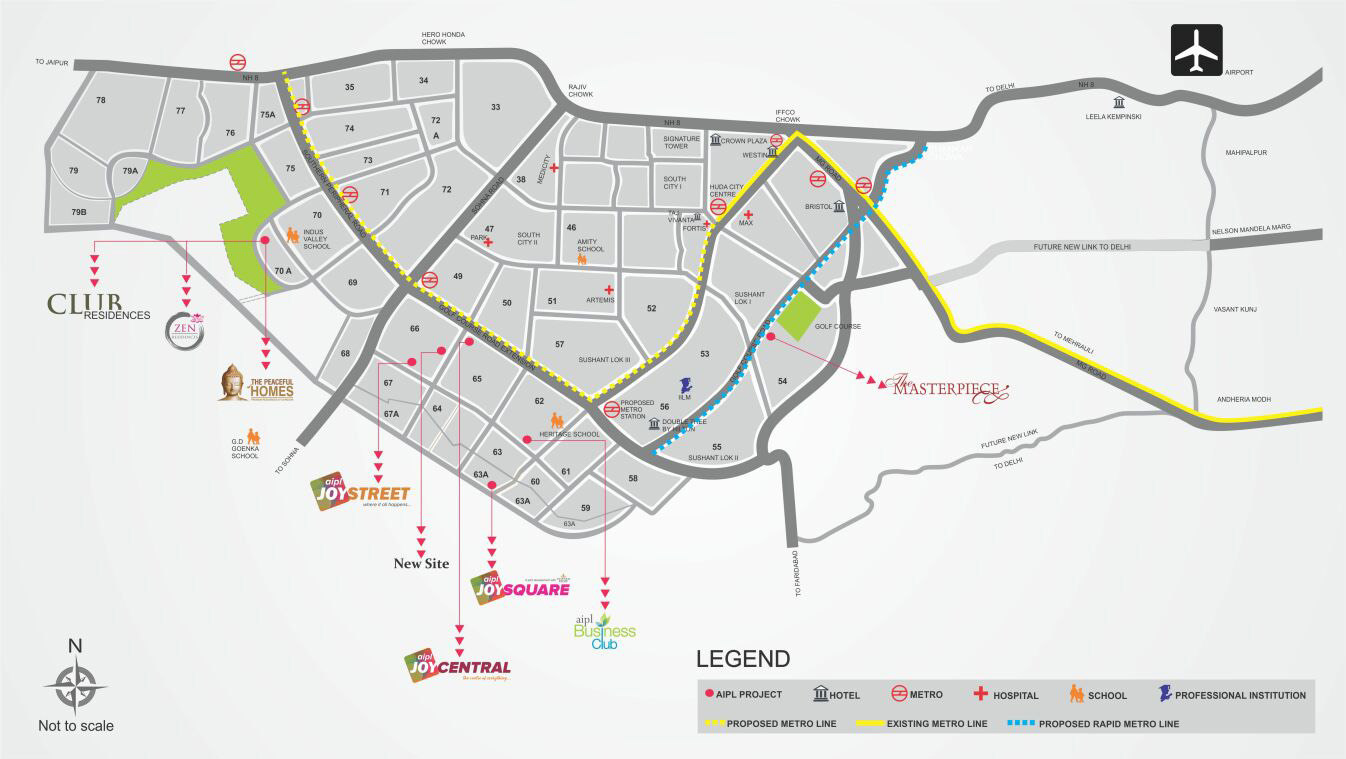 HERO HONDA
CHOWK
TO JAIPUR
NH 8
AIRPORT
RAJIV
CHOWK
TO DELHI
NH 8
LEELA KEMPINSKI
IFFCO
CHOWK
NH 8
78
77
76
75A
35
34
33
74
72
A
73
79
79A
79B
75
71
72
70
70 A
69
68
SOUTHERN PERIPHERAL ROAD
SOHNA ROAD
INDUS
VALLEY
SCHOOL
MEDICITY
38
SIGNATURE
TOWER
SOUTH
CITY I
CROWN PLAZA
WESTIN
MG ROAD
HUDA CITY
CENTRE
TAJ
VIVANTA
FORTIS
MAX
BRISTOL
MAHIPALPUR
NELSON MANDELA MARG
FUTURE NEW LINK TO DELHI
VASANT KUNJ
47
PARK
SOUTH
CITY II
46
AMITY
SCHOOL
49
50
51
ARTEMIS
52
SUSHANT
LOK I
GOLF COURSE
57
SUSHANT LOK III
53
54
GOLF COURSE ROAD
GOLF COURSE ROAD EXTENSION
TO MEHRAULI
MG ROAD
ANDHERIA MODH
FUTURE NEW LINK
TO DELHI
66
67
67A
65
64
62
HERITAGE SCHOOL
63
63A
61
60
63A
59
63A
58
PROPOSED
METRO
STATION
56
IILM
DOUBLE TREE
BY HILTON
55
SUSHANT LOK II
TO SOHNA
TO FARIDABAD
CLUB
RESIDENCES
ZEN
RESIDENCES
THE PEACEFUL
HOMES
G.D
GGENKA
SCHOOL
The
MASTERPIECE
aipl
JOYSTREET
where it all happens...
New Site
aipl
JOYSQUARE
aipl
Business
Club
aipl
JOYCENTRAL
the centre of everything...
N
Not to scale
LEGEND
AIPL PROJECT
HOTEL
METRO
HOSPITAL
SCHOOL
PROFESSIONAL INSTITUTION
PROPOSED METRO LINE
EXISTING METRO LINE
PROPOSED RAPID METRO LINE